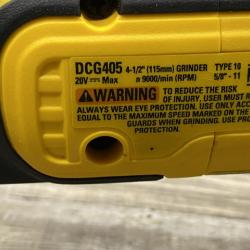 DCG405 4-1/2" (115mm) GRINDER TYPE 10
20V⎓ Max n 9000/min (RPM) 5/8" - 11
WARNING TO REDUCE THE RISK
OF INJURY, USER MUST
ALWAYS WEAR EYE PROTECTION. USE ONLY ACC
EQUAL TO THE MAXIMUM SPEED MARKED ON THE
GUARDS WHEN GRINDING. USE PROP